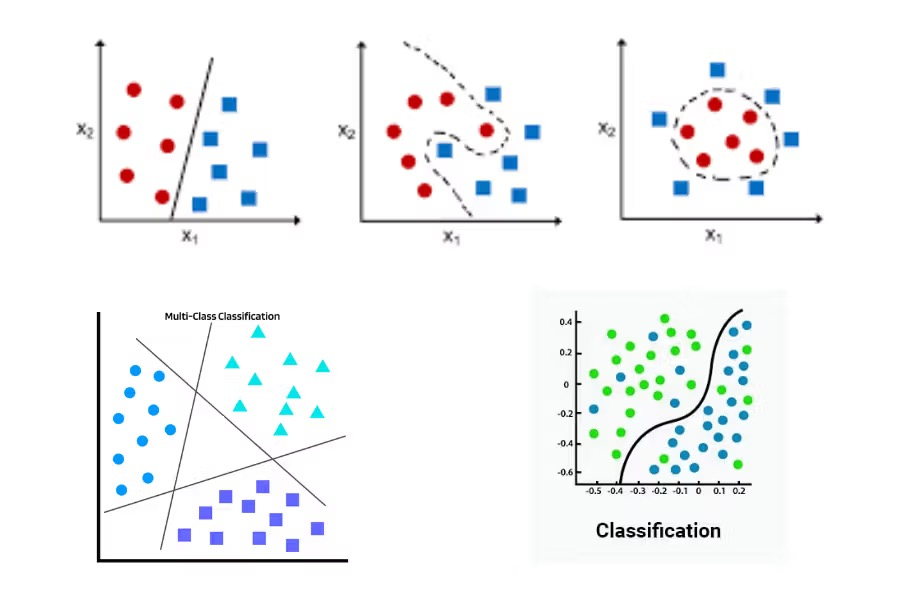 X₂
X₁
X₂
X₁
X₂
X₁
Multi-Class Classification
0.4
0.2
0
-0.2
-0.4
-0.6
-0.5 -0.4 -0.3 -0.2 -0.1 0 0.1 0.2
Classification